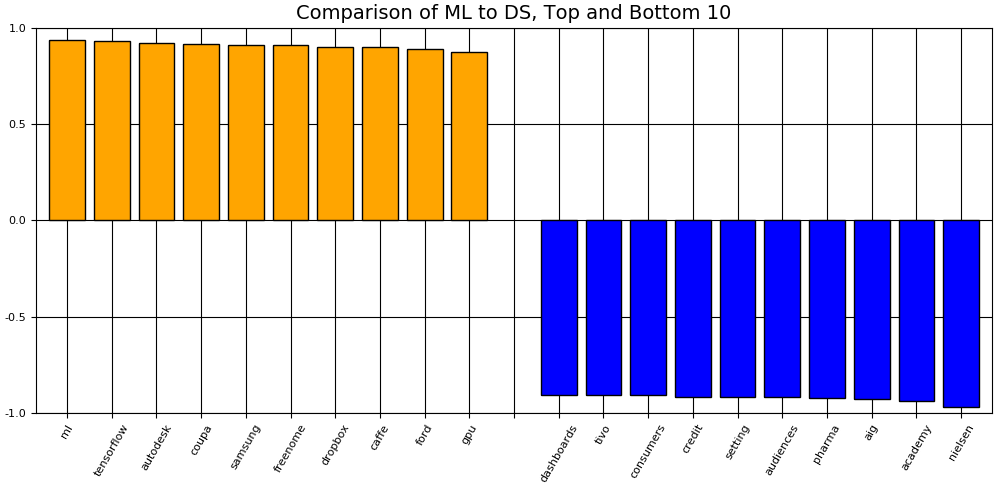 Comparison of ML to DS, Top and Bottom 10
1.0
0.5
0.0
-0.5
-1.0
ml
tensorflow
autodesk
coupa
samsung
freenome
dropbox
caffe
ford
gpu
dashboards
tivo
consumers
credit
setting
audiences
pharma
aig
academy
nielsen